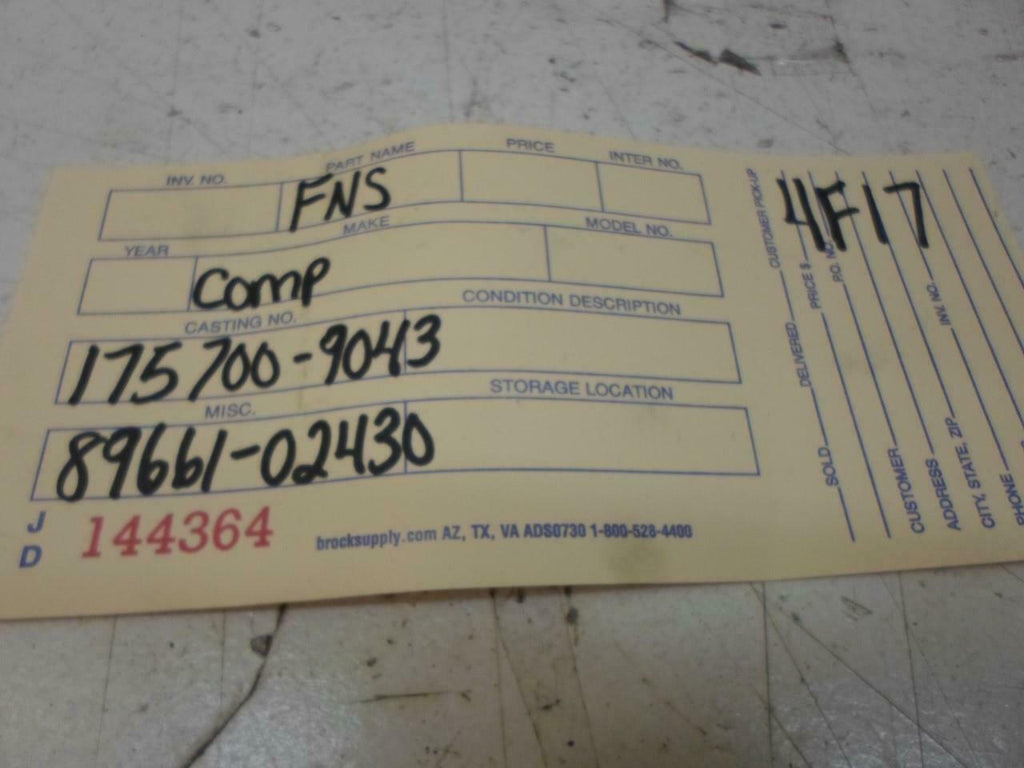 INV. NO. PART NAME PRICE INTER NO.
FNS
YEAR MAKE MODEL NO.
Comp
CASTING NO. CONDITION DESCRIPTION
175700-9043
MISC. STORAGE LOCATION
89661-02430
J D 144364
brocksupply.com AZ, TX, VA ADS0730 1-800-528-4400
4F17
CUSTOMER PICK-UP
SOLD DELIVERED
PRICE $
P.O. NO.
CUSTOMER
ADDRESS INV. NO.
CITY, STATE, ZIP
PHONE